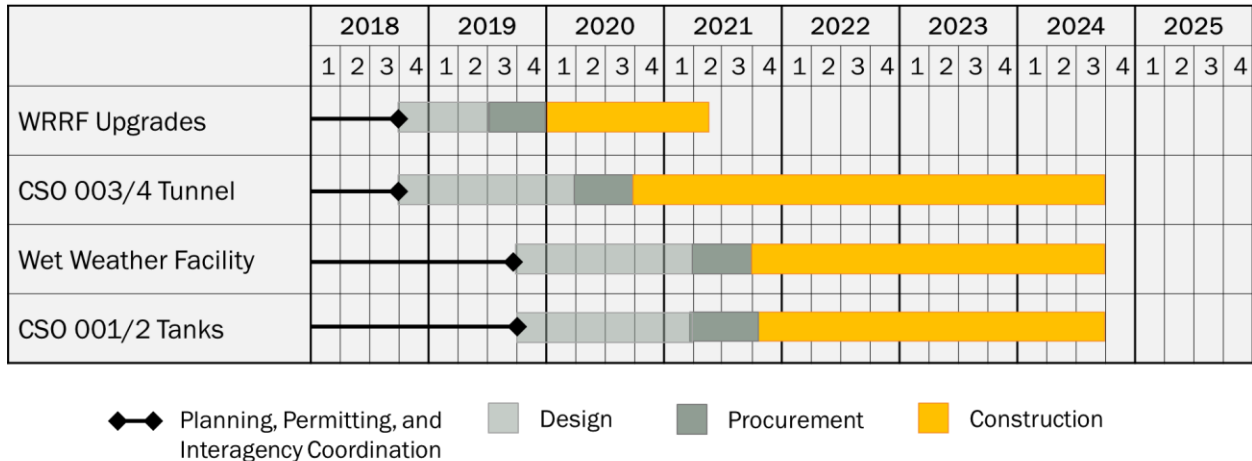 2018 2019 2020 2021 2022 2023 2024 2025
1 2 3 4 1 2 3 4 1 2 3 4 1 2 3 4 1 2 3 4 1 2 3 4 1 2 3 4 1 2 3 4
WRRF Upgrades
CSO 003/4 Tunnel
Wet Weather Facility
CSO 001/2 Tanks
Planning, Permitting, and
Interagency Coordination
Design
Procurement
Construction